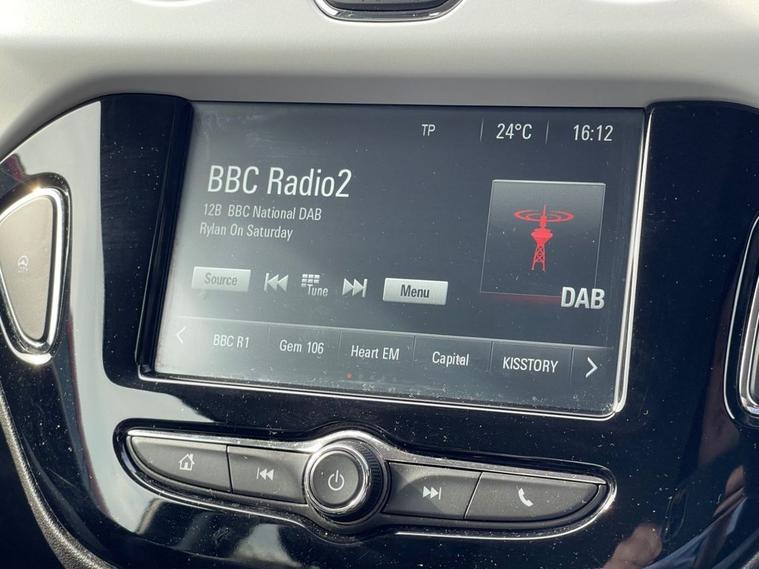 TP 24°C 16:12
BBC Radio2
12B BBC National DAB
Rylan On Saturday
Source Tune Menu
DAB
BBC R1 Gem 106 Heart EM Capital KISSTORY